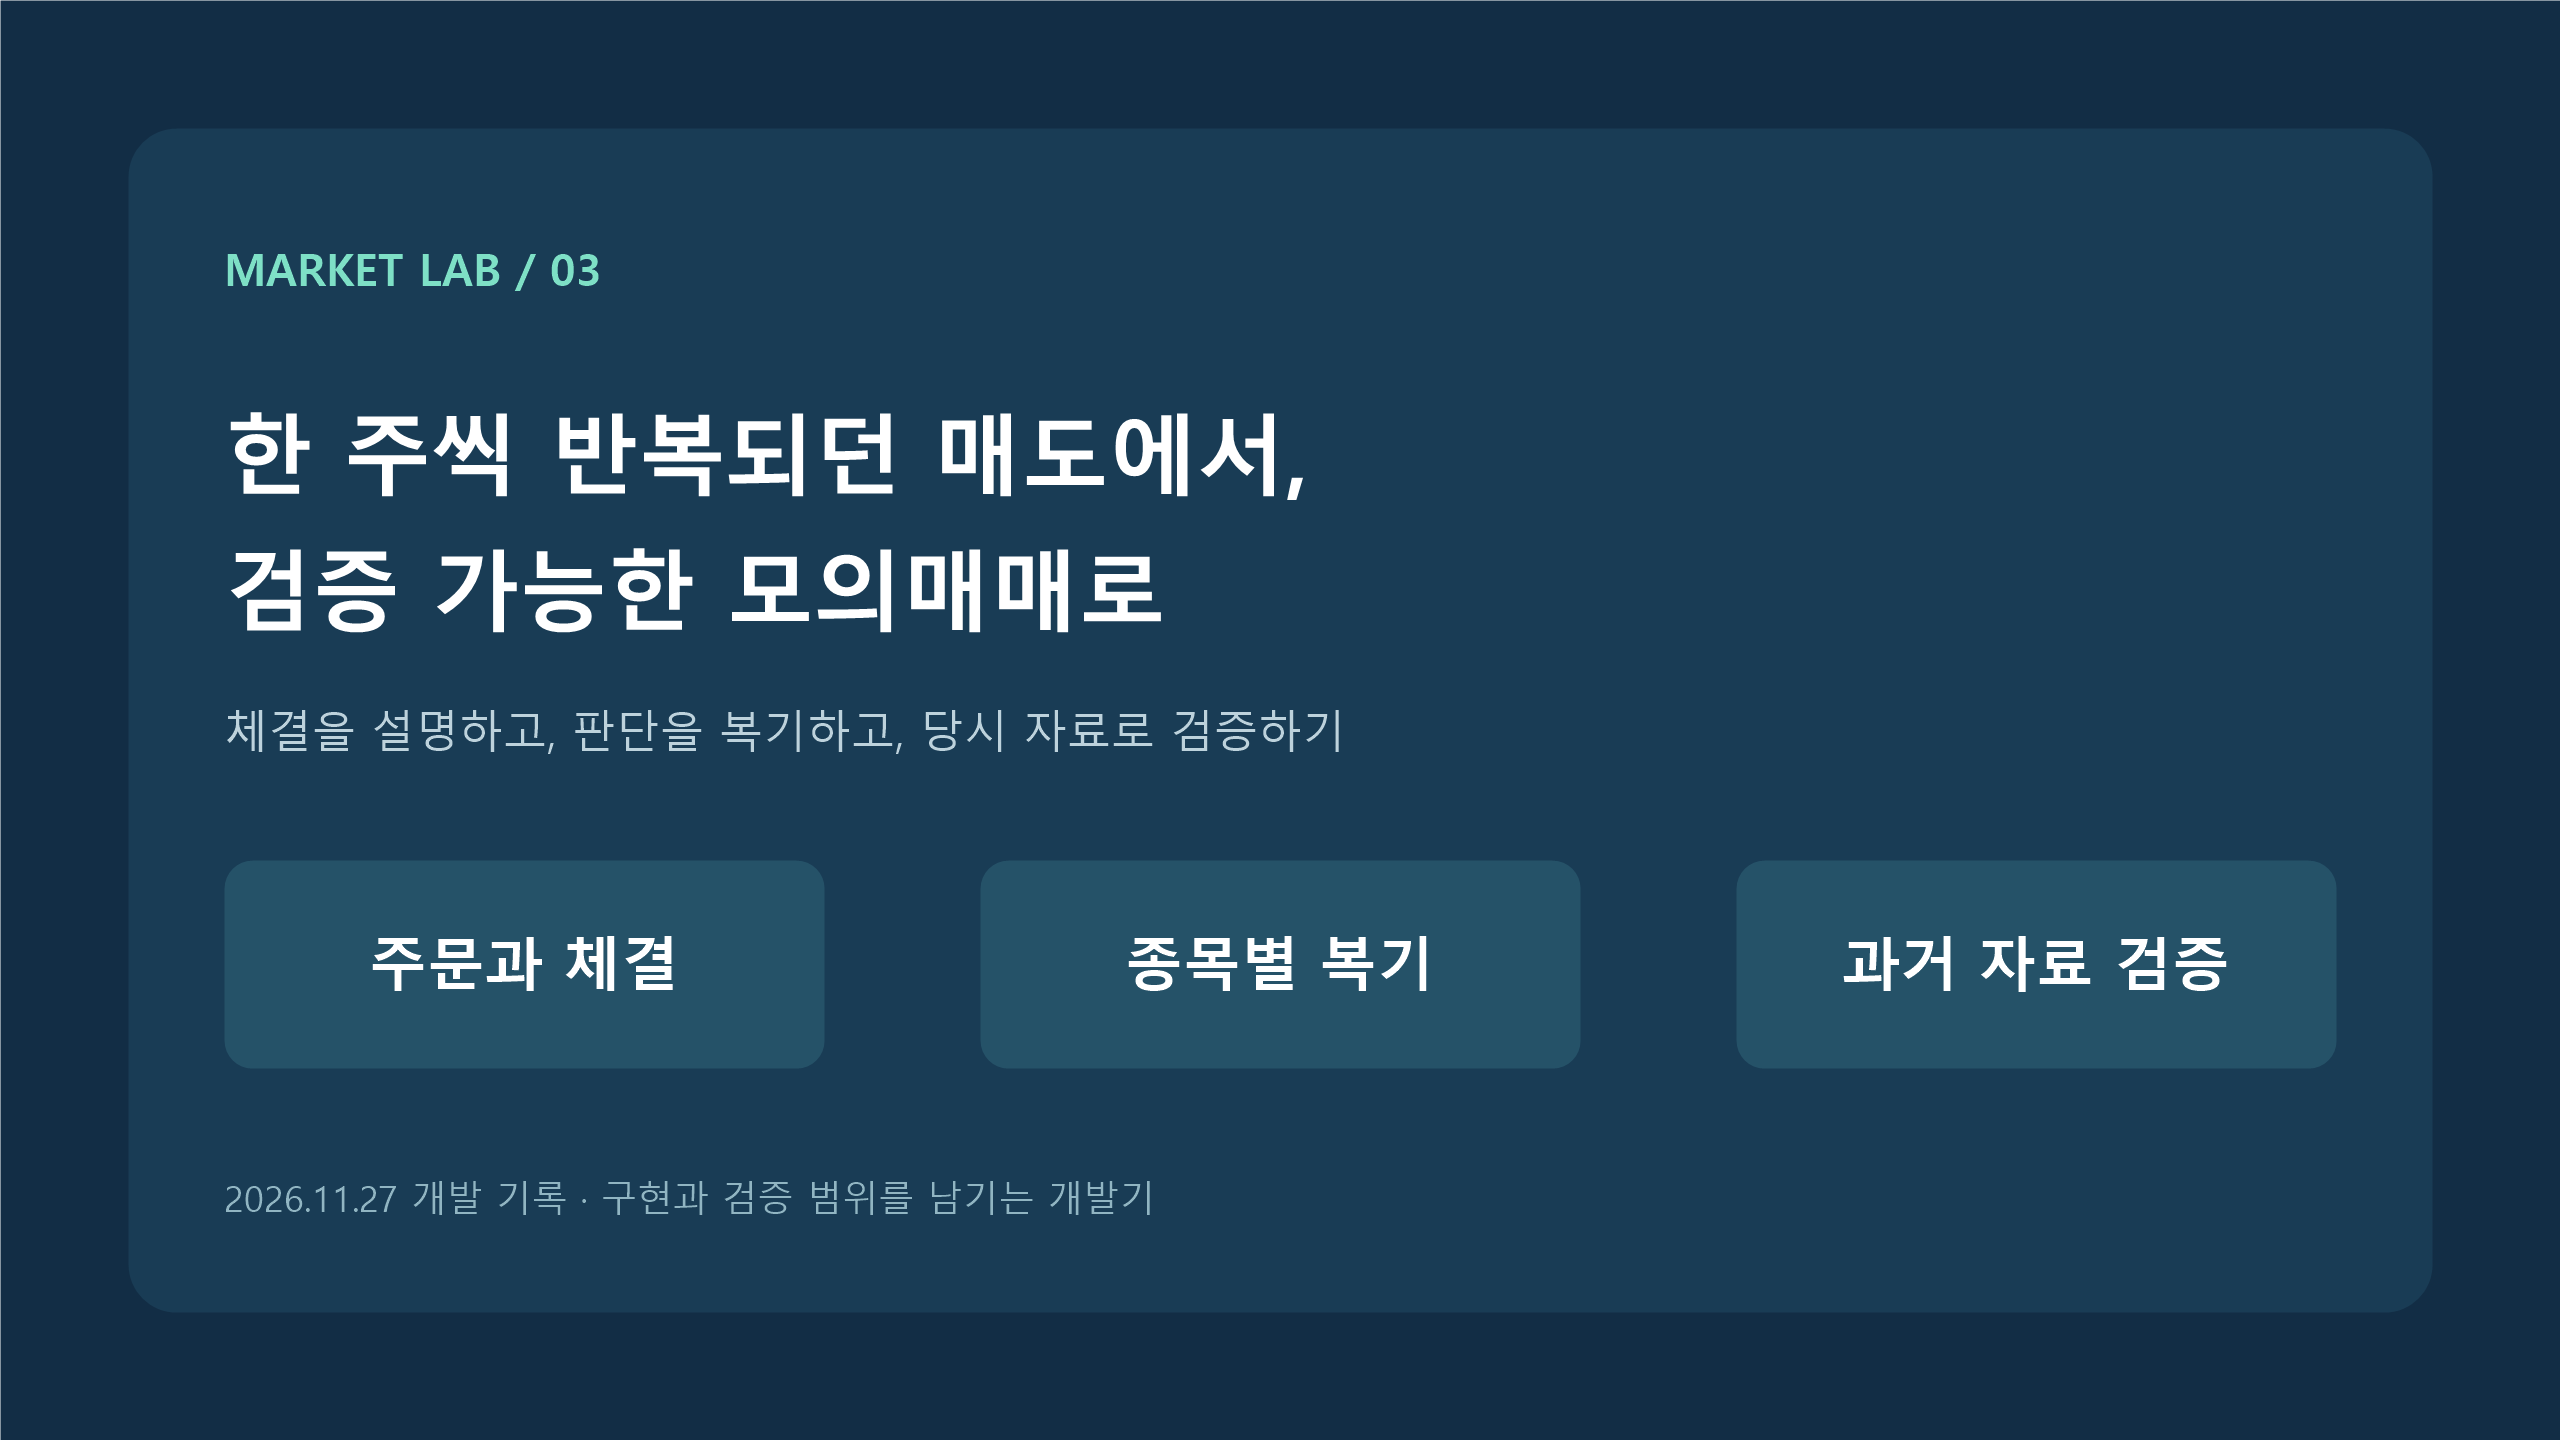 MARKET LAB / 03
한 주씩 반복되던 매도에서,
검증 가능한 모의매매로
체결을 설명하고, 판단을 복기하고, 당시 자료로 검증하기
주문과 체결
종목별 복기
과거 자료 검증
2026.11.27 개발 기록 · 구현과 검증 범위를 남기는 개발기